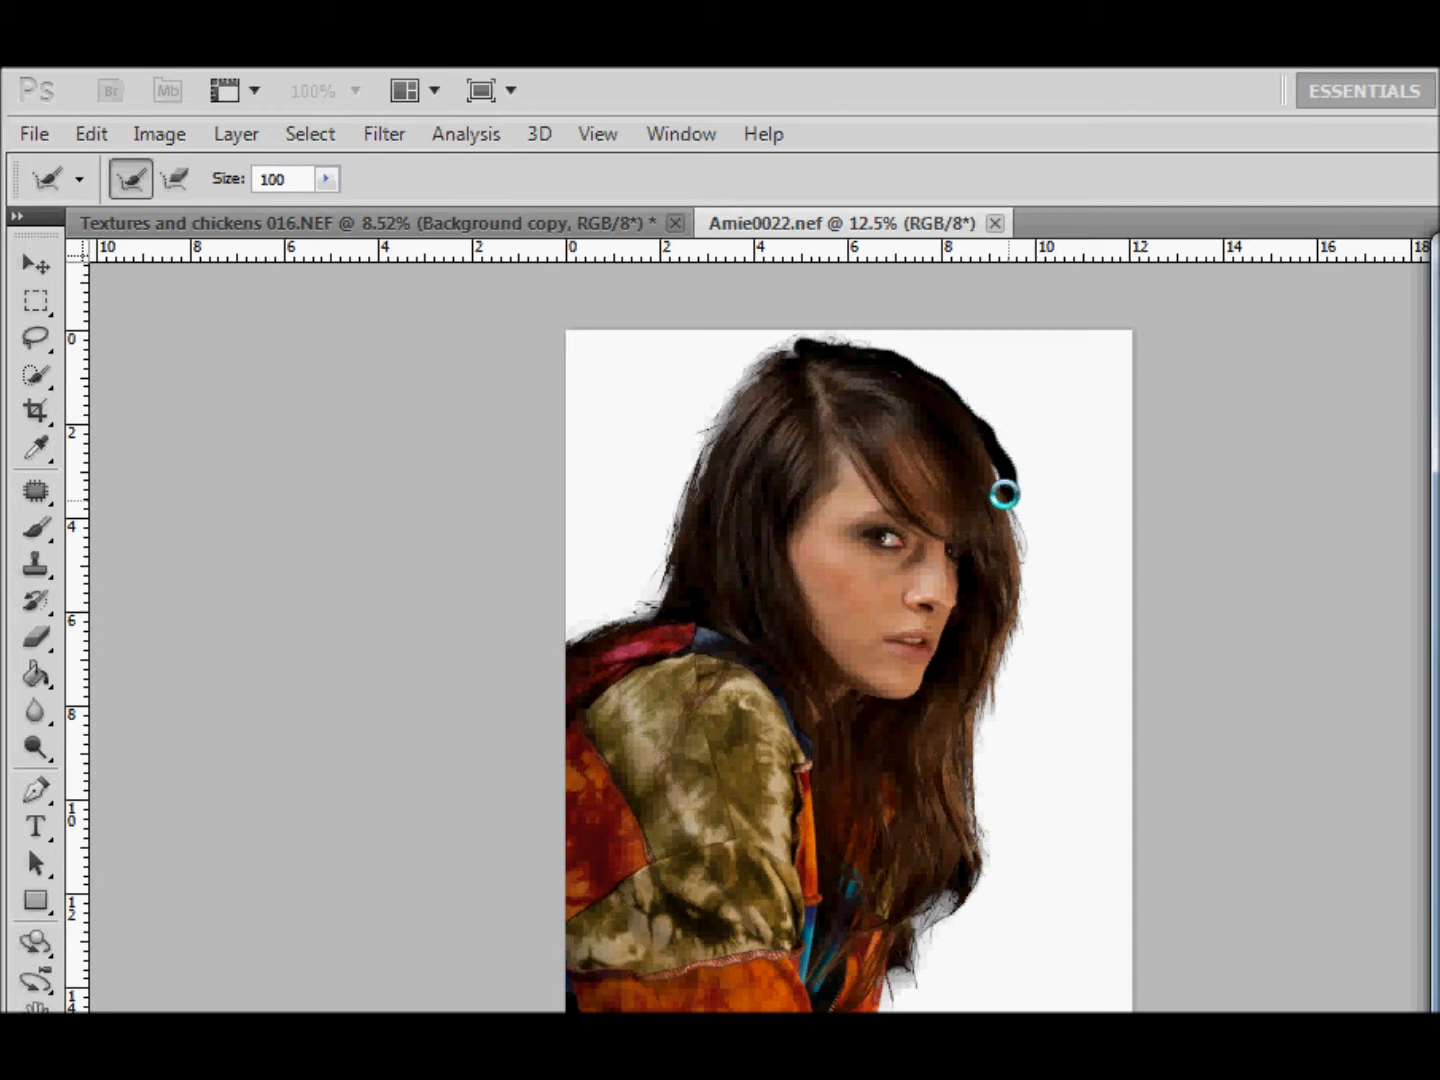 Ps Br Mb 100% ESSENTIALS
File Edit Image Layer Select Filter Analysis 3D View Window Help
Size: 100
Textures and chickens 016.NEF @ 8.52% (Background copy, RGB/8*) * Amie0022.nef @ 12.5% (RGB/8*)
10 8 6 4 2 0 2 4 6 8 10 12 14 16 18
0
2
4
6
8
10
T
12
14